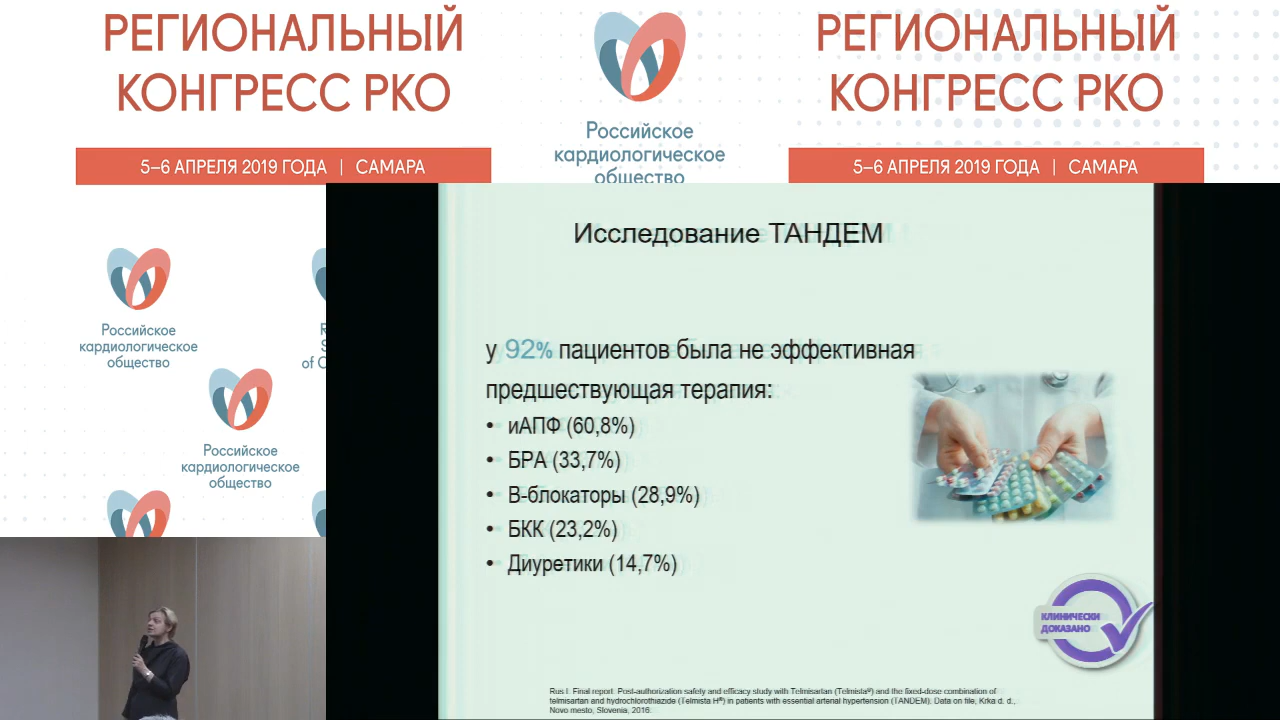 РЕГИОНАЛЬНЫЙ
КОНГРЕСС РКО
5–6 АПРЕЛЯ 2019 ГОДА | САМАРА
Российское
кардиологическое
общество
РЕГИОНАЛЬНЫЙ
КОНГРЕСС РКО
5–6 АПРЕЛЯ 2019 ГОДА | САМАРА
Российское
кардиологическое
общество
R
S
of C
Российское
кардиологическое
общество
Исследование ТАНДЕМ
у 92% пациентов была не эффективная
предшествующая терапия:
• иАПФ (60,8%)
• БРА (33,7%)
• В-блокаторы (28,9%)
• БКК (23,2%)
• Диуретики (14,7%)
КЛИНИЧЕСКИ
ДОКАЗАНО
Rus I. Final report. Post-authorization safety and efficacy study with Telmisartan (Telmista®) and the fixed-dose combination of
telmisartan and hydrochlorothiazide (Telmista H®) in patients with essential arterial hypertension (TANDEM). Data on file, Krka d. d.,
Novo mesto, Slovenia, 2016.